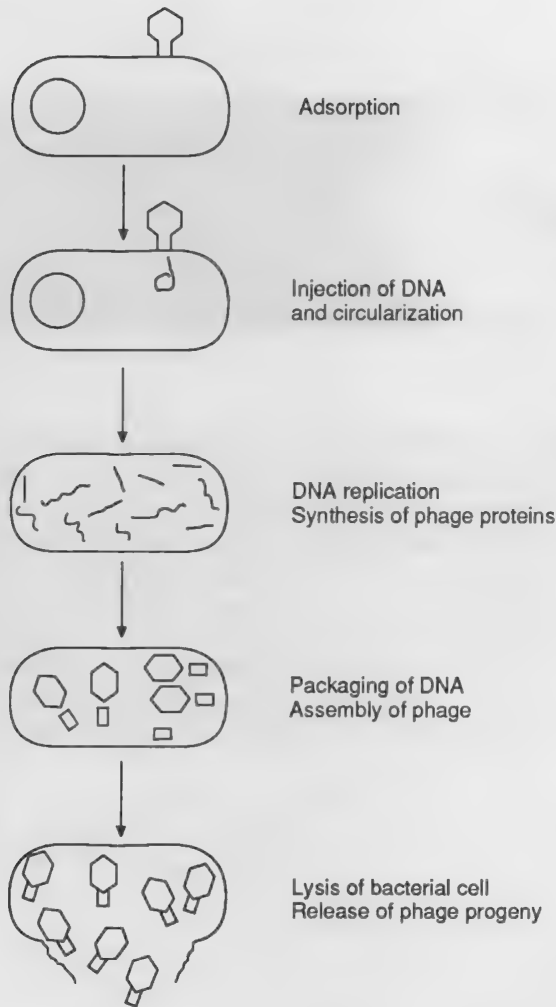 Adsorption
Injection of DNA
and circularization
DNA replication
Synthesis of phage proteins
Packaging of DNA
Assembly of phage
Lysis of bacterial cell
Release of phage progeny